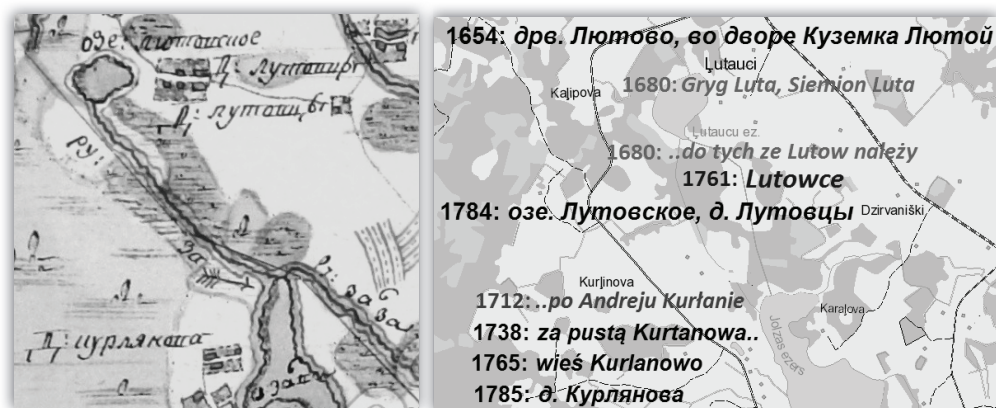 озе: лютовское
Д: лутовцы
Д: лутовцы
ру:
за
Д:
1654: дрв. Лютово, во дворе Куземка Лютой
Ļutauci
1680: Gryg Luta, Siemion Luta
Kaļipova
Ļutaucu ez.
1680: ..do tych ze Lutow należy
1761: Lutowce
1784: озе. Лутовское, д. Лутовцы
Dzirvaniški
Kurļinova
1712: ..po Andreju Kurłanie
Karaļova
1738: za pustą Kurtanowa..
Jolzas ezers
1765: wieś Kurlanowo
1785: д. Курлянова